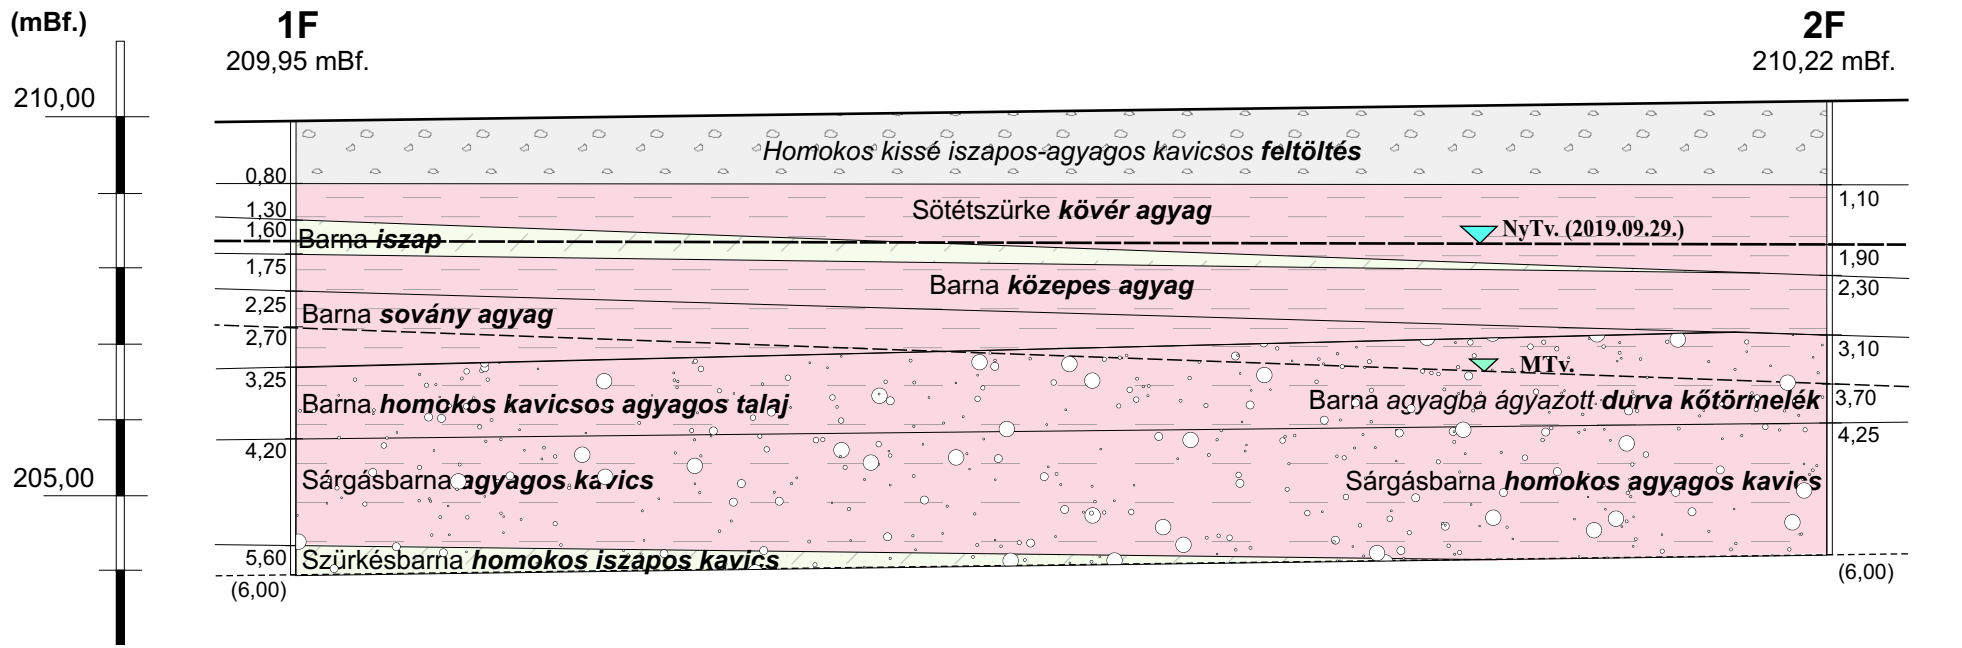 (mBf.)
1F
2F
209,95 mBf.
210,22 mBf.
210,00
Homokos kissé iszapos-agyagos kavicsos feltöltés
0,80
1,10
1,30
Sötétszürke kövér agyag
1,60
Barna iszap
NyTv. (2019.09.29.)
1,75
1,90
Barna közepes agyag
2,25
2,30
Barna sovány agyag
2,70
3,10
MTv.
3,25
Barna homokos kavicsos agyagos talaj
Barna agyagba ágyazott durva kőtörmelék
3,70
4,20
4,25
205,00
Sárgásbarna agyagos kavics
Sárgásbarna homokos agyagos kavics
5,60
Szürkésbarna homokos iszapos kavics
(6,00)
(6,00)